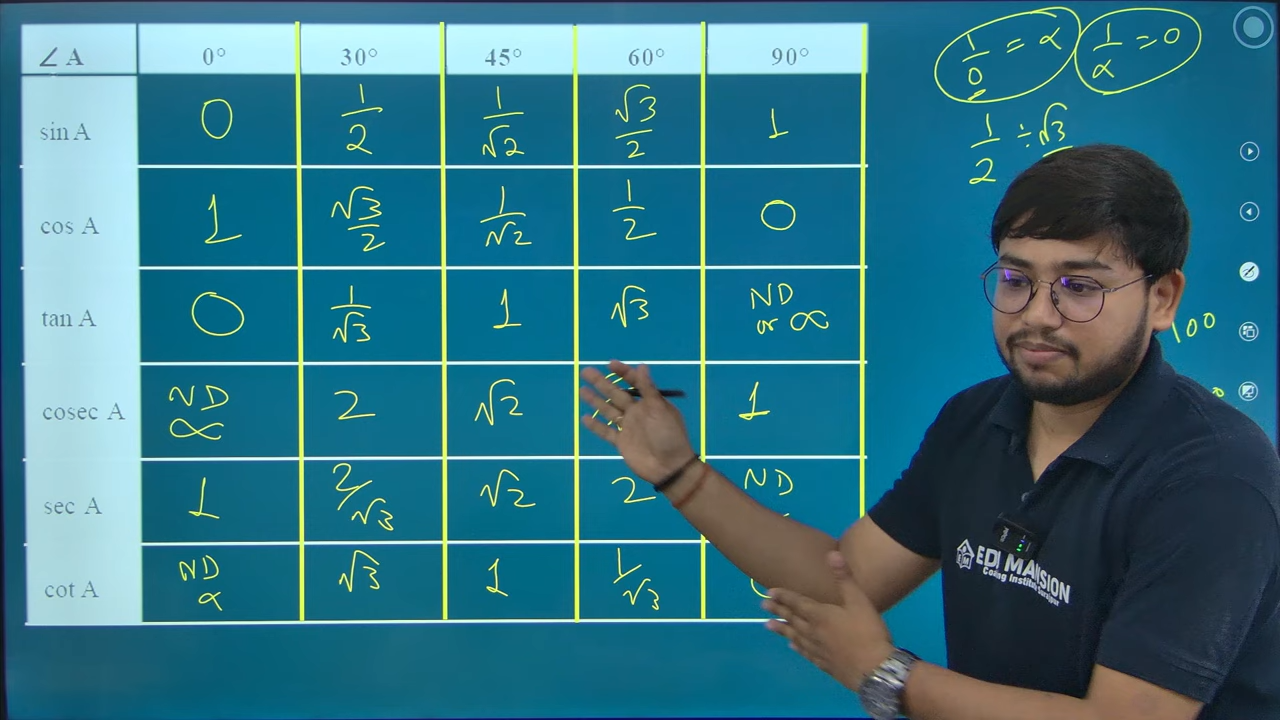 ∠A 0° 30° 45° 60° 90°
sin A 0 1/2 1/√2 √3/2 1
cos A 1 √3/2 1/√2 1/2 0
tan A 0 1/√3 1 √3 ND or ∞
cosec A ND ∝ 2 √2 1
sec A 1 2/√3 √2 2 ND
cot A ND ∝ √3 1 1/√3
1/0 = ∝
1/∝ = 0
1/2 ÷ √3
100